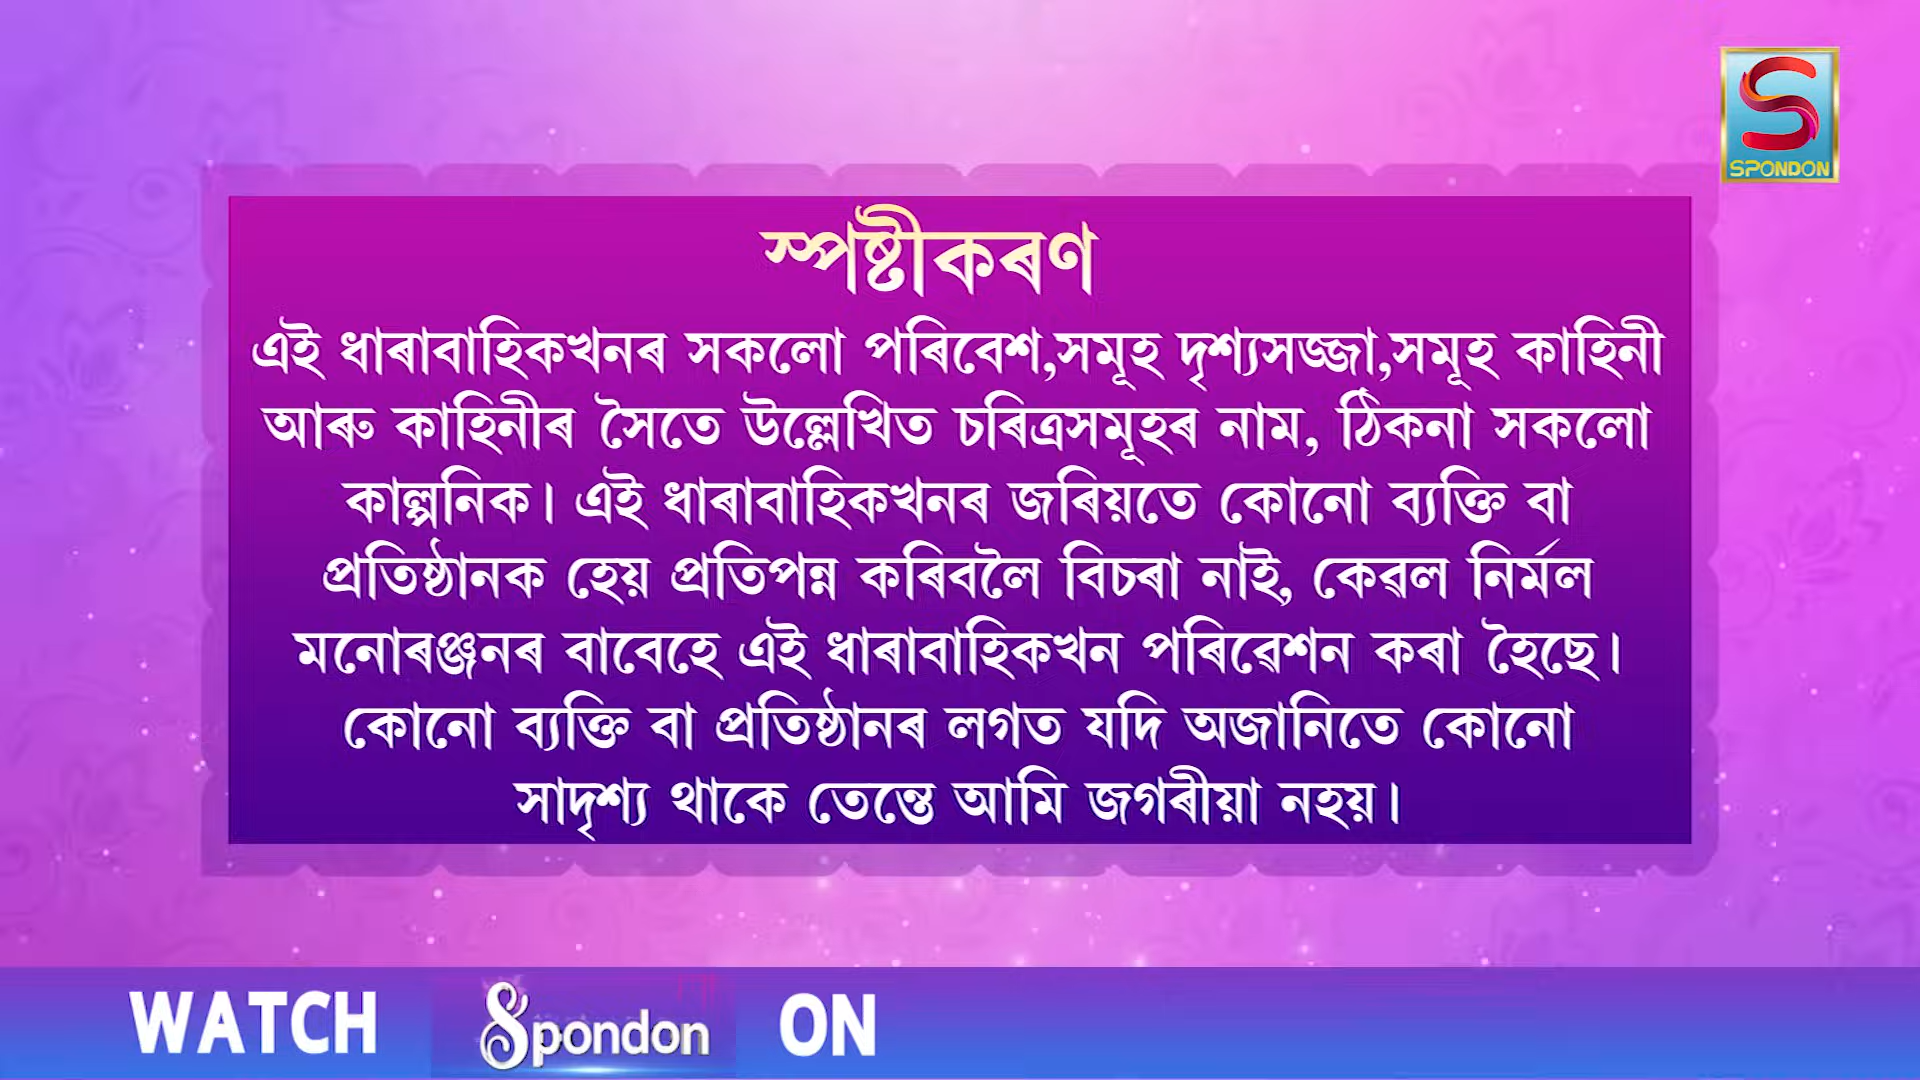 SPONDON
স্পষ্টীকৰণ
এই ধাৰাবাহিকখনৰ সকলো পৰিবেশ,সমূহ দৃশ্যসজ্জা,সমূহ কাহিনী
আৰু কাহিনীৰ সৈতে উল্লেখিত চৰিত্ৰসমূহৰ নাম, ঠিকনা সকলো
কাল্পনিক। এই ধাৰাবাহিকখনৰ জৰিয়তে কোনো ব্যক্তি বা
প্ৰতিষ্ঠানক হেয় প্ৰতিপন্ন কৰিবলৈ বিচৰা নাই, কেৱল নিৰ্মল
মনোৰঞ্জনৰ বাবেহে এই ধাৰাবাহিকখন পৰিৱেশন কৰা হৈছে।
কোনো ব্যক্তি বা প্ৰতিষ্ঠানৰ লগত যদি অজানিতে কোনো
সাদৃশ্য থাকে তেন্তে আমি জগৰীয়া নহয়।
WATCH Spondon ON